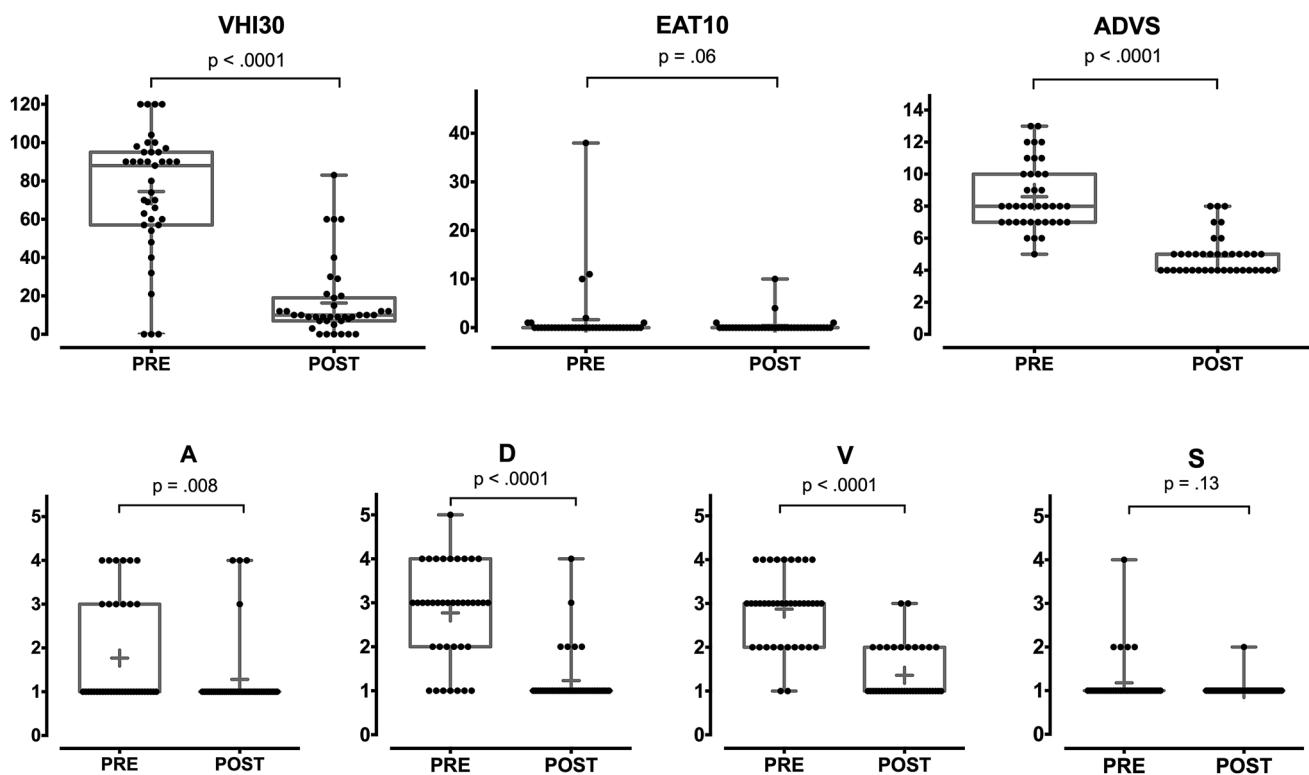 VHI30
p < .0001
120
100
80
60
40
20
0
PRE POST
EAT10
p = .06
40
30
20
10
0
PRE POST
ADVS
p < .0001
14
12
10
8
6
4
2
0
PRE POST
A
p = .008
5
4
3
2
1
0
PRE POST
D
p < .0001
5
4
3
2
1
0
PRE POST
V
p < .0001
5
4
3
2
1
0
PRE POST
S
p = .13
5
4
3
2
1
0
PRE POST